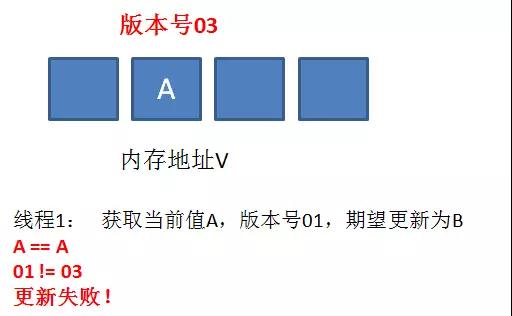 版本号03
A
内存地址V
线程1： 获取当前值A，版本号01，期望更新为B
A == A
01 != 03
更新失败！